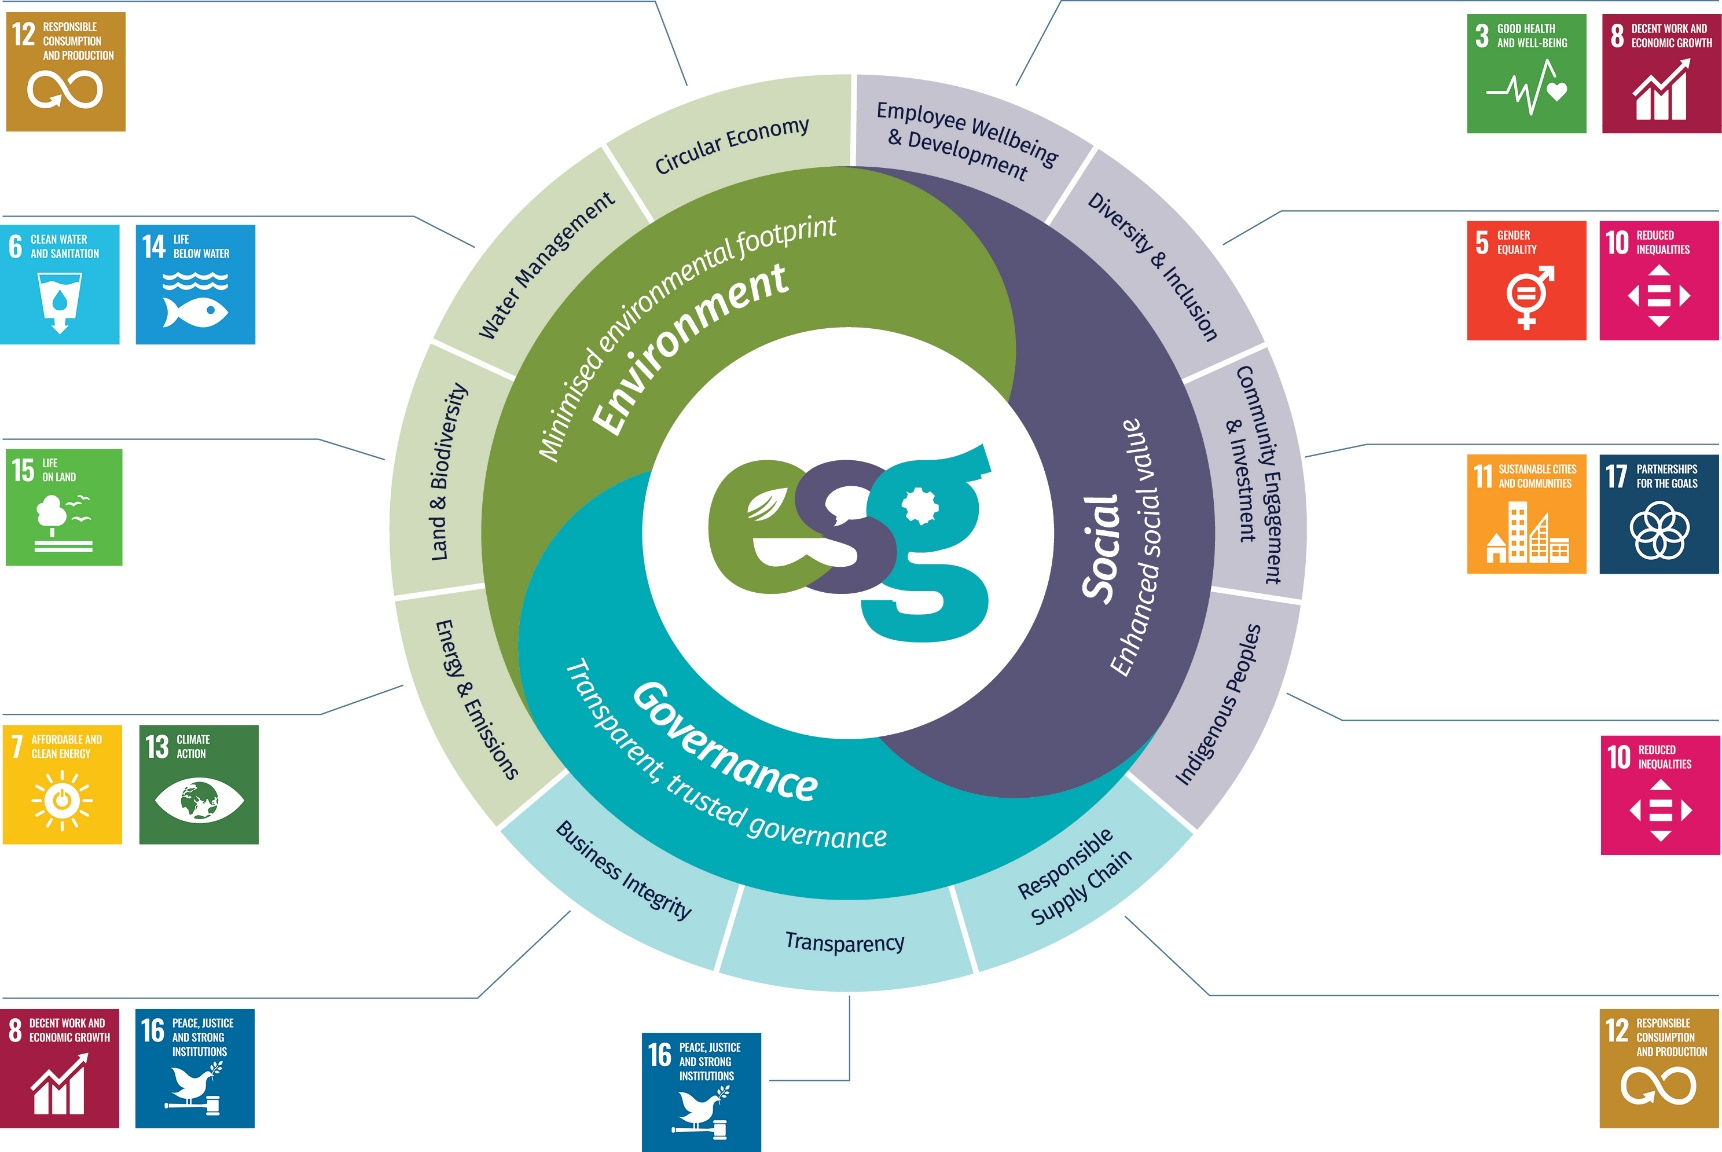 12 RESPONSIBLE
CONSUMPTION
AND PRODUCTION
3 GOOD HEALTH
AND WELL-BEING
8 DECENT WORK AND
ECONOMIC GROWTH
Circular Economy
Employee Wellbeing
& Development
6 CLEAN WATER
AND SANITATION
14 LIFE
BELOW WATER
Water Management
Diversity & Inclusion
5 GENDER
EQUALITY
10 REDUCED
INEQUALITIES
Minimised environmental footprint
Environment
15 LIFE
ON LAND
Land & Biodiversity
esg
Social
Enhanced social value
Community Engagement
& Investment
11 SUSTAINABLE CITIES
AND COMMUNITIES
17 PARTNERSHIPS
FOR THE GOALS
7 AFFORDABLE AND
CLEAN ENERGY
13 CLIMATE
ACTION
Energy & Emissions
Governance
Transparent, trusted governance
Indigenous Peoples
10 REDUCED
INEQUALITIES
Business Integrity
Transparency
Responsible
Supply Chain
8 DECENT WORK AND
ECONOMIC GROWTH
16 PEACE, JUSTICE
AND STRONG
INSTITUTIONS
16 PEACE, JUSTICE
AND STRONG
INSTITUTIONS
12 RESPONSIBLE
CONSUMPTION
AND PRODUCTION